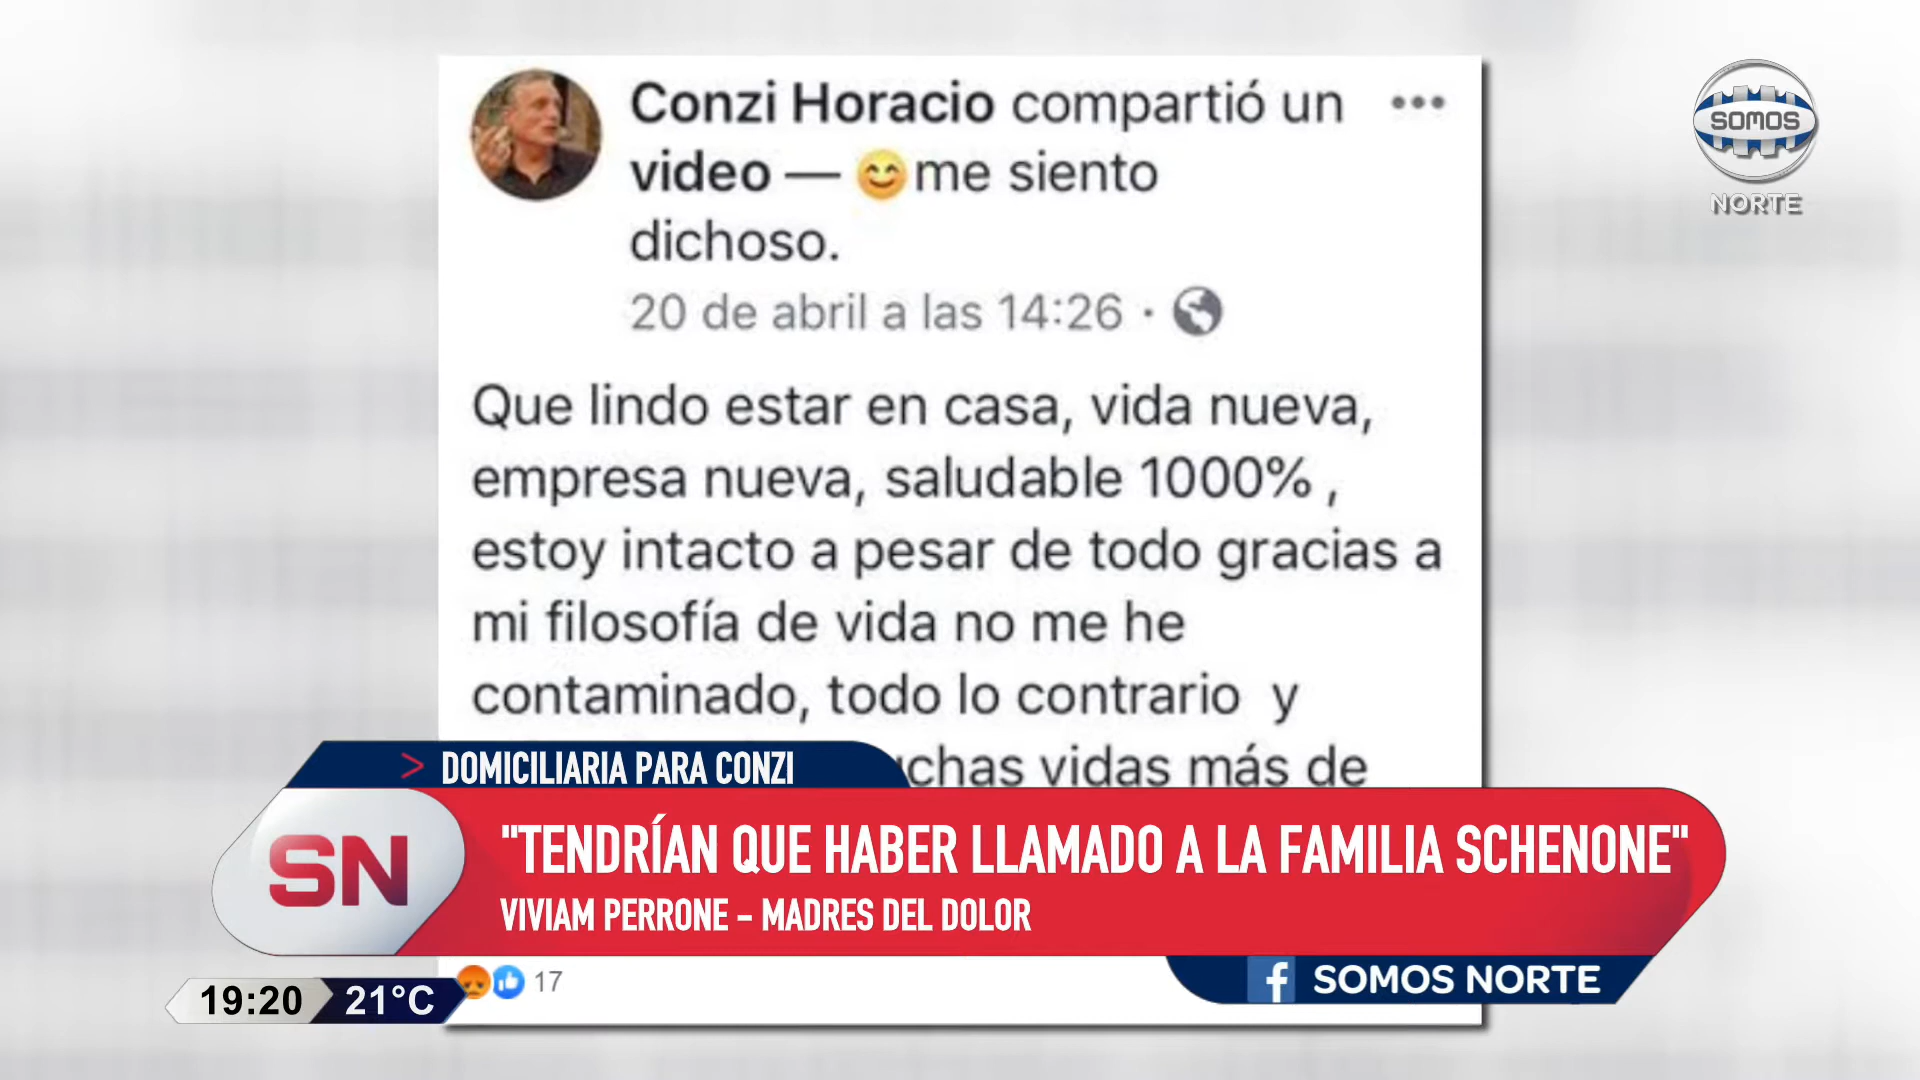 Conzi Horacio compartió un
video — 😊 me siento
dichoso.
20 de abril a las 14:26 ·
SOMOS
NORTE
Que lindo estar en casa, vida nueva,
empresa nueva, saludable 1000% ,
estoy intacto a pesar de todo gracias a
mi filosofía de vida no me he
contaminado, todo lo contrario y
vidas más de
> DOMICILIARIA PARA CONZI
SN
"TENDRÍAN QUE HABER LLAMADO A LA FAMILIA SCHENONE"
VIVIAM PERRONE - MADRES DEL DOLOR
17
f SOMOS NORTE
19:20 21°C